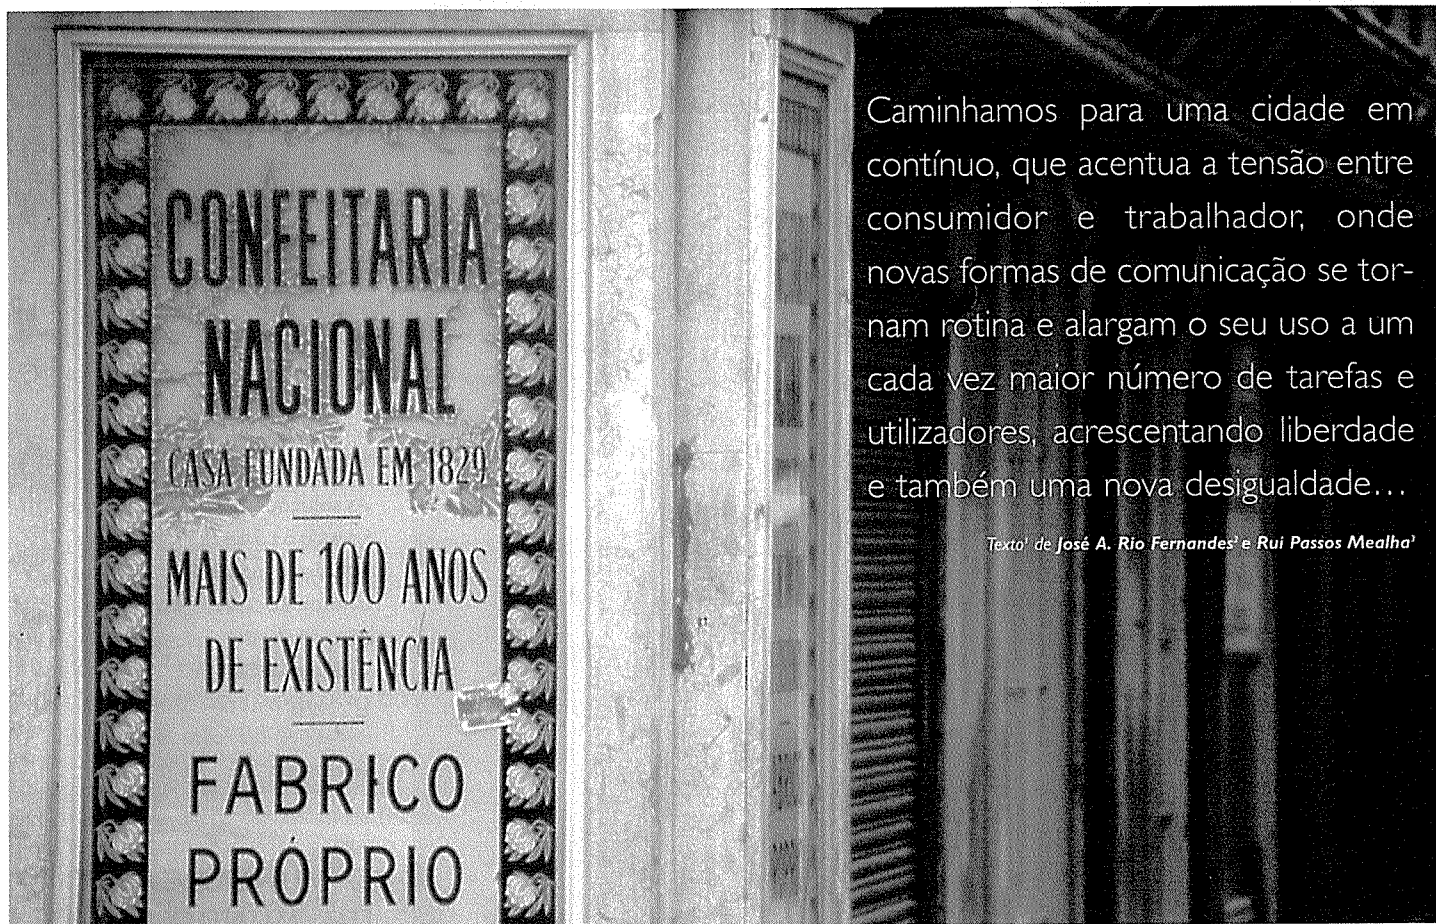 CONFEITARIA
NACIONAL
CASA FUNDADA EM 1829
MAIS DE 100 ANOS
DE EXISTÊNCIA
FABRICO
PRÓPRIO
Caminhamos para uma cidade em
contínuo, que acentua a tensão entre
consumidor e trabalhador, onde
novas formas de comunicação se tor-
nam rotina e alargam o seu uso a um
cada vez maior número de tarefas e
utilizadores, acrescentando liberdade
e também uma nova desigualdade...
Texto¹ de José A. Rio Fernandes² e Rui Passos Mealha³